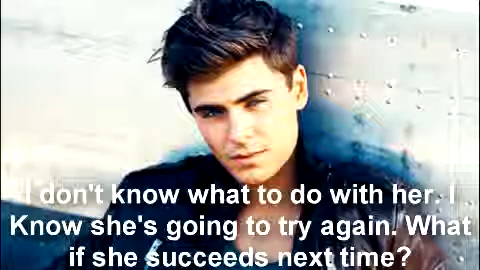 I don't know what to do with her. I
Know she's going to try again. What
if she succeeds next time?